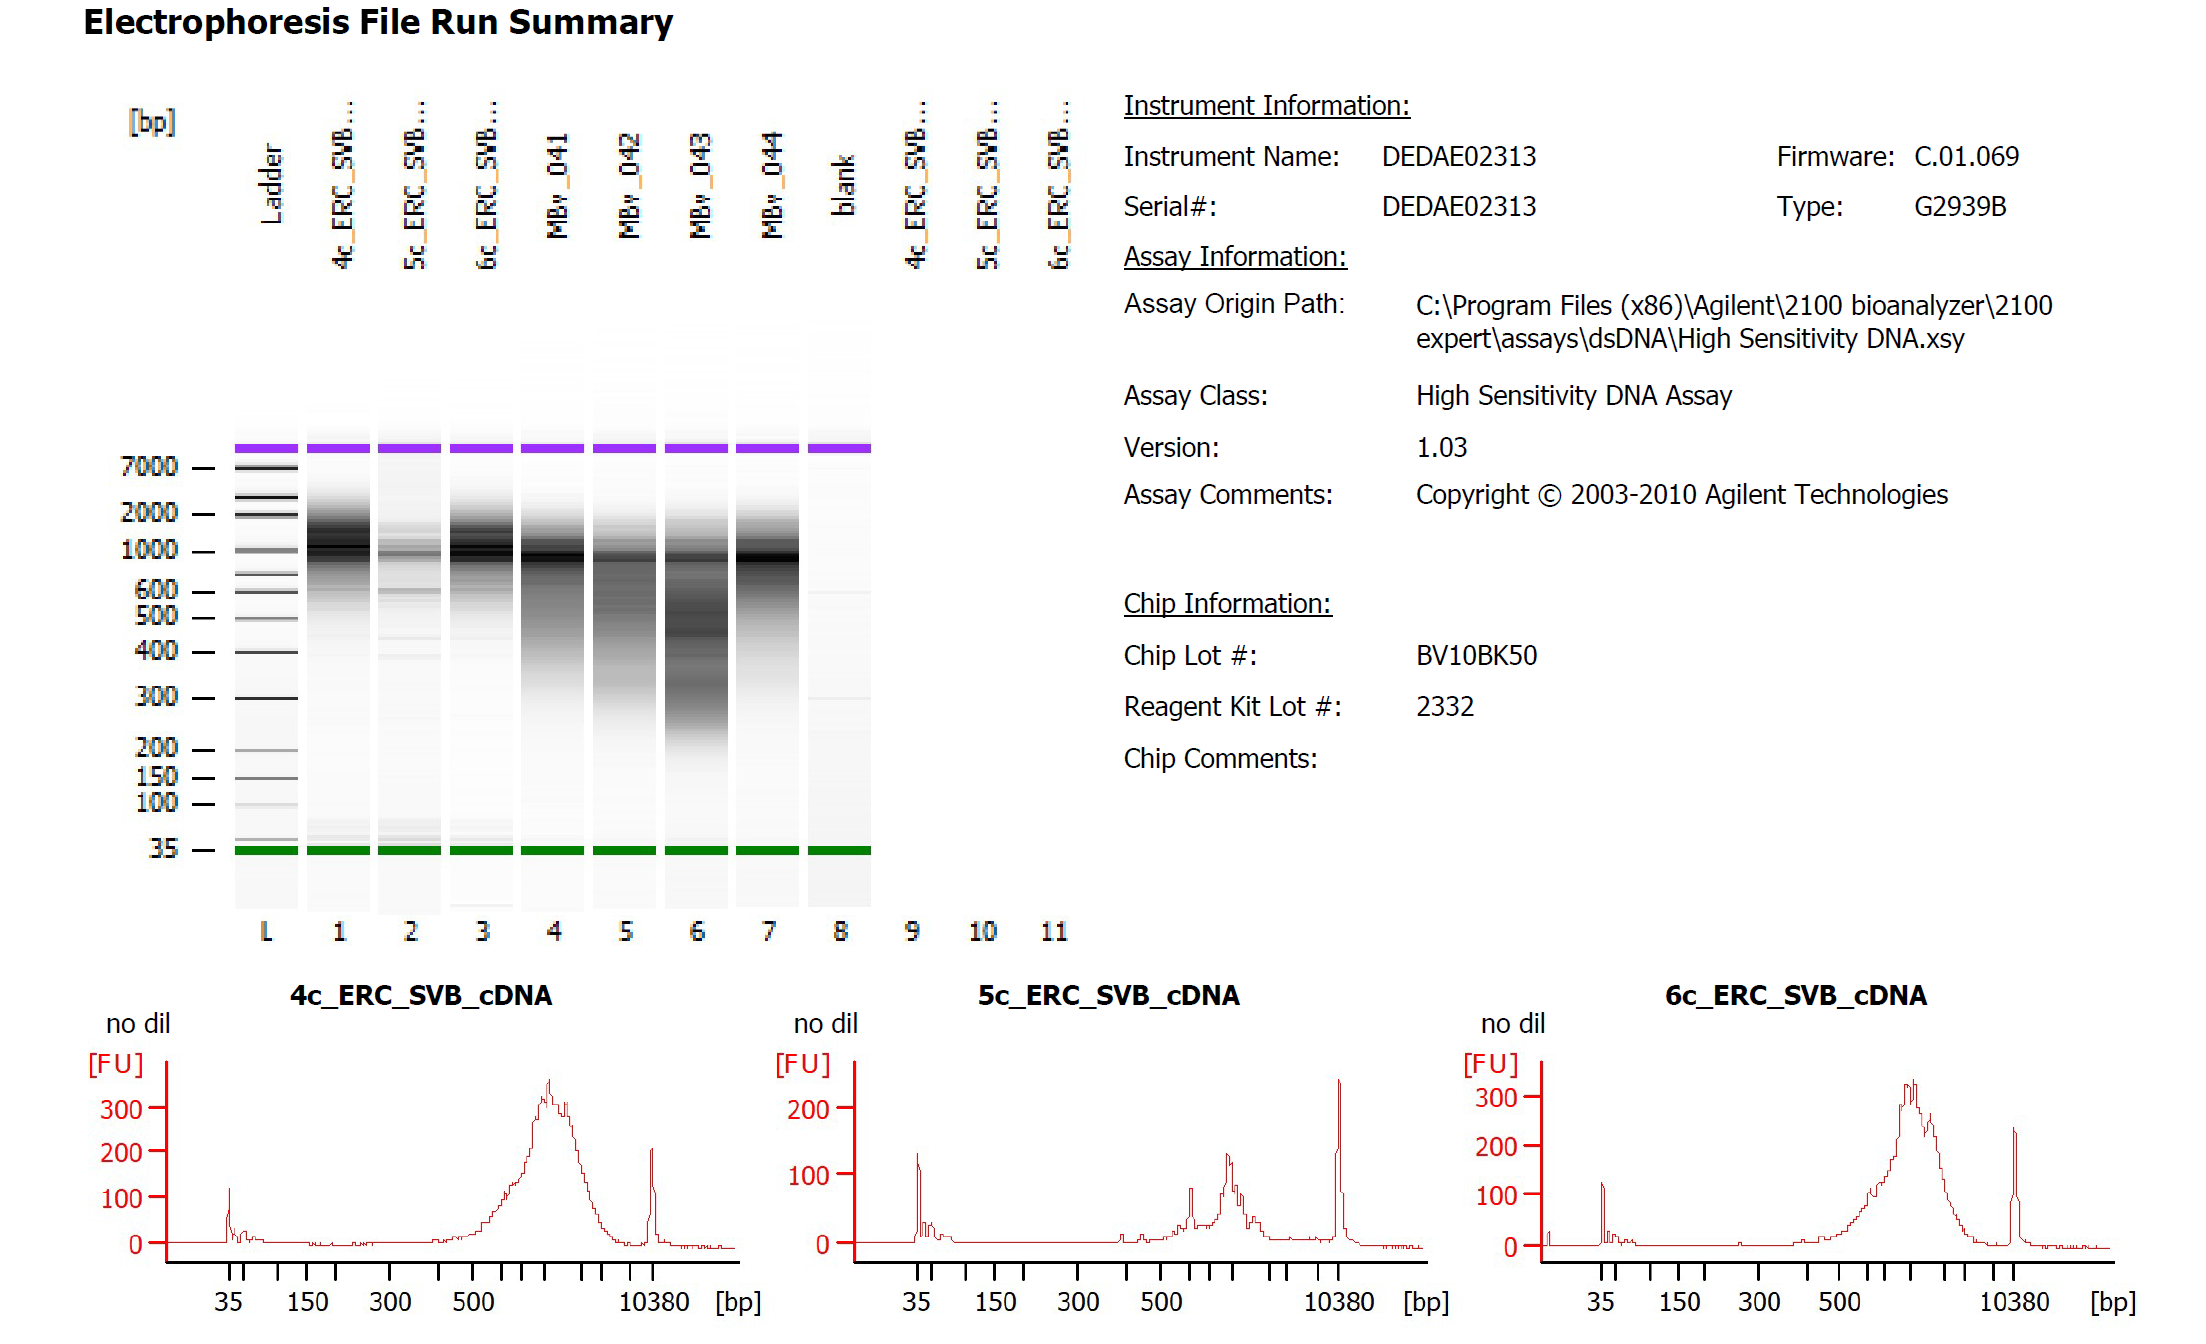 Electrophoresis File Run Summary
[bp]
Ladder
4c_ERC_SVB...
5c_ERC_SVB...
6c_ERC_SVB...
MBv_041
MBv_042
MBv_043
MBv_044
blank
4c_ERC_SVB...
5c_ERC_SVB...
6c_ERC_SVB...
7000
2000
1000
600
500
400
300
200
150
100
35
L 1 2 3 4 5 6 7 8 9 10 11
Instrument Information:
Instrument Name: DEDAE02313 Firmware: C.01.069
Serial#: DEDAE02313 Type: G2939B
Assay Information:
Assay Origin Path: C:\Program Files (x86)\Agilent\2100 bioanalyzer\2100
expert\assays\dsDNA\High Sensitivity DNA.xsy
Assay Class: High Sensitivity DNA Assay
Version: 1.03
Assay Comments: Copyright © 2003-2010 Agilent Technologies
Chip Information:
Chip Lot #: BV10BK50
Reagent Kit Lot #: 2332
Chip Comments:
4c_ERC_SVB_cDNA
no dil
[FU]
300
200
100
0
35 150 300 500 10380 [bp]
5c_ERC_SVB_cDNA
no dil
[FU]
200
100
0
35 150 300 500 10380 [bp]
6c_ERC_SVB_cDNA
no dil
[FU]
300
200
100
0
35 150 300 500 10380 [bp]